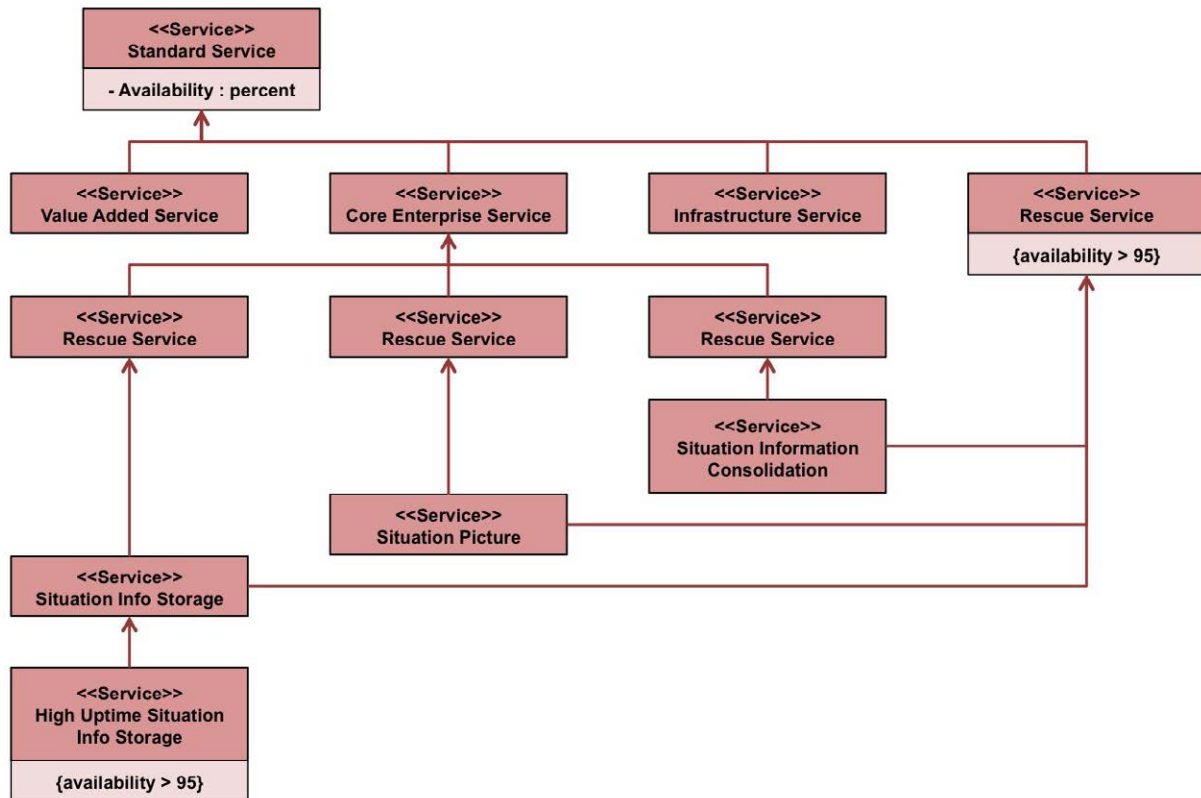 <<Service>>
Standard Service
- Availability : percent
<<Service>>
Value Added Service
<<Service>>
Core Enterprise Service
<<Service>>
Infrastructure Service
<<Service>>
Rescue Service
{availability > 95}
<<Service>>
Rescue Service
<<Service>>
Rescue Service
<<Service>>
Rescue Service
<<Service>>
Situation Information
Consolidation
<<Service>>
Situation Picture
<<Service>>
Situation Info Storage
<<Service>>
High Uptime Situation
Info Storage
{availability > 95}